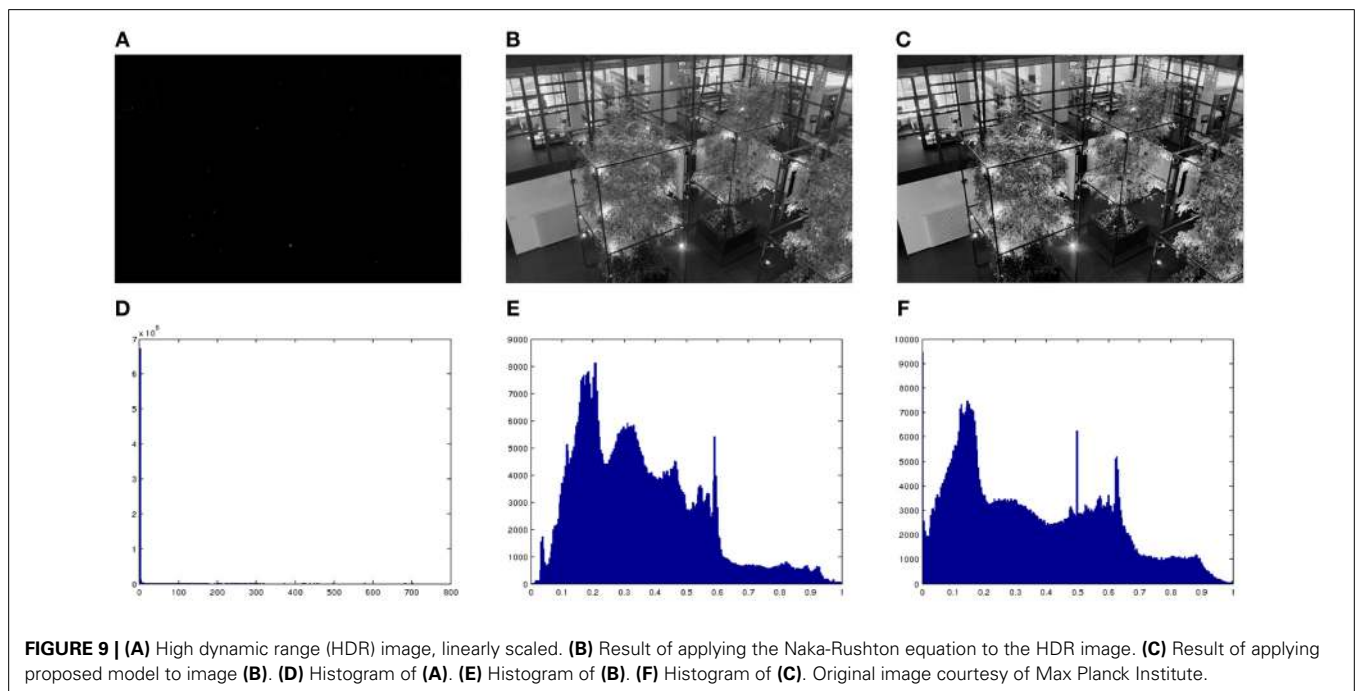 A
B
C
D
E
F
7
6
5
4
3
2
1
0
0 100 200 300 400 500 600 700 800
9000
8000
7000
6000
5000
4000
3000
2000
1000
0
0 0.1 0.2 0.3 0.4 0.5 0.6 0.7 0.8 0.9 1
10000
9000
8000
7000
6000
5000
4000
3000
2000
1000
0
0 0.1 0.2 0.3 0.4 0.5 0.6 0.7 0.8 0.9 1
FIGURE 9 | (A) High dynamic range (HDR) image, linearly scaled. (B) Result of applying the Naka-Rushton equation to the HDR image. (C) Result of applying
proposed model to image (B). (D) Histogram of (A). (E) Histogram of (B). (F) Histogram of (C). Original image courtesy of Max Planck Institute.